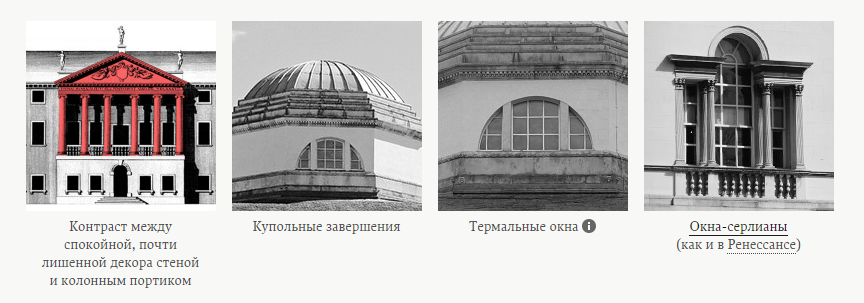 Контраст между
спокойной, почти
лишенной декора стеной
и колонным портиком
Купольные завершения
Термальные окна
Окна-серлианы
(как и в Ренессансе)